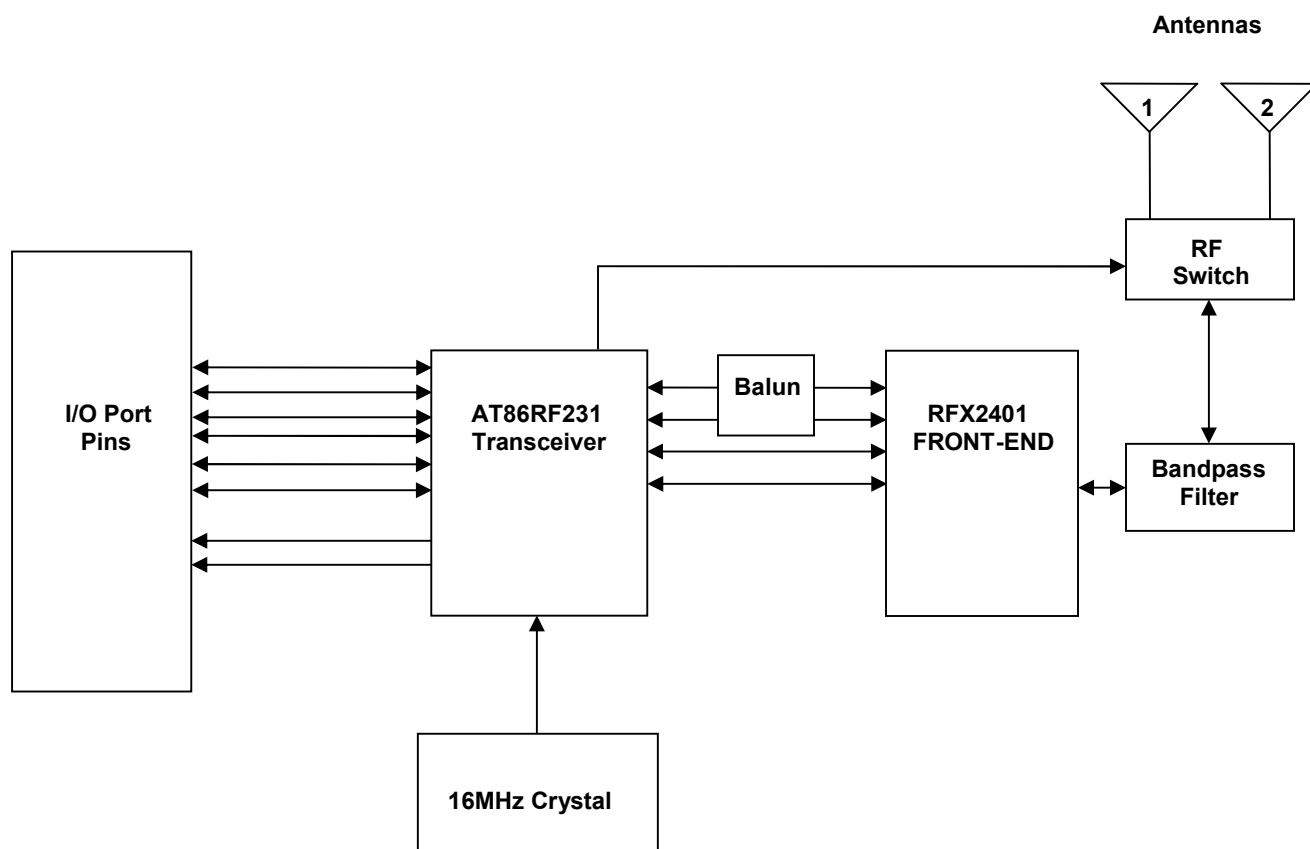 Antennas
1
2
RF
Switch
I/O Port
Pins
AT86RF231
Transceiver
Balun
RFX2401
FRONT-END
Bandpass
Filter
16MHz Crystal